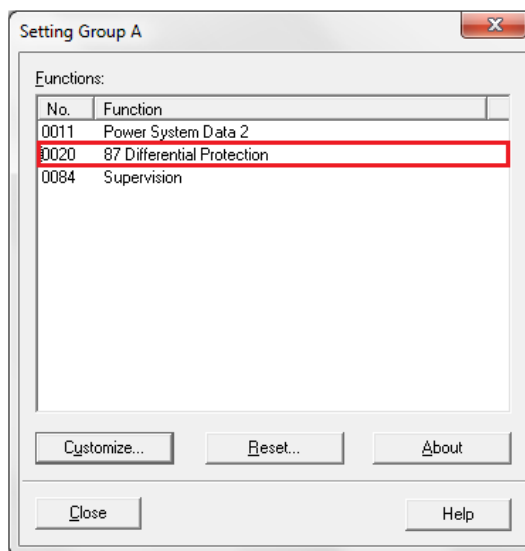 Setting Group A
Functions:
No. Function
0011 Power System Data 2
0020 87 Differential Protection
0084 Supervision
Customize... Reset... About
Close Help